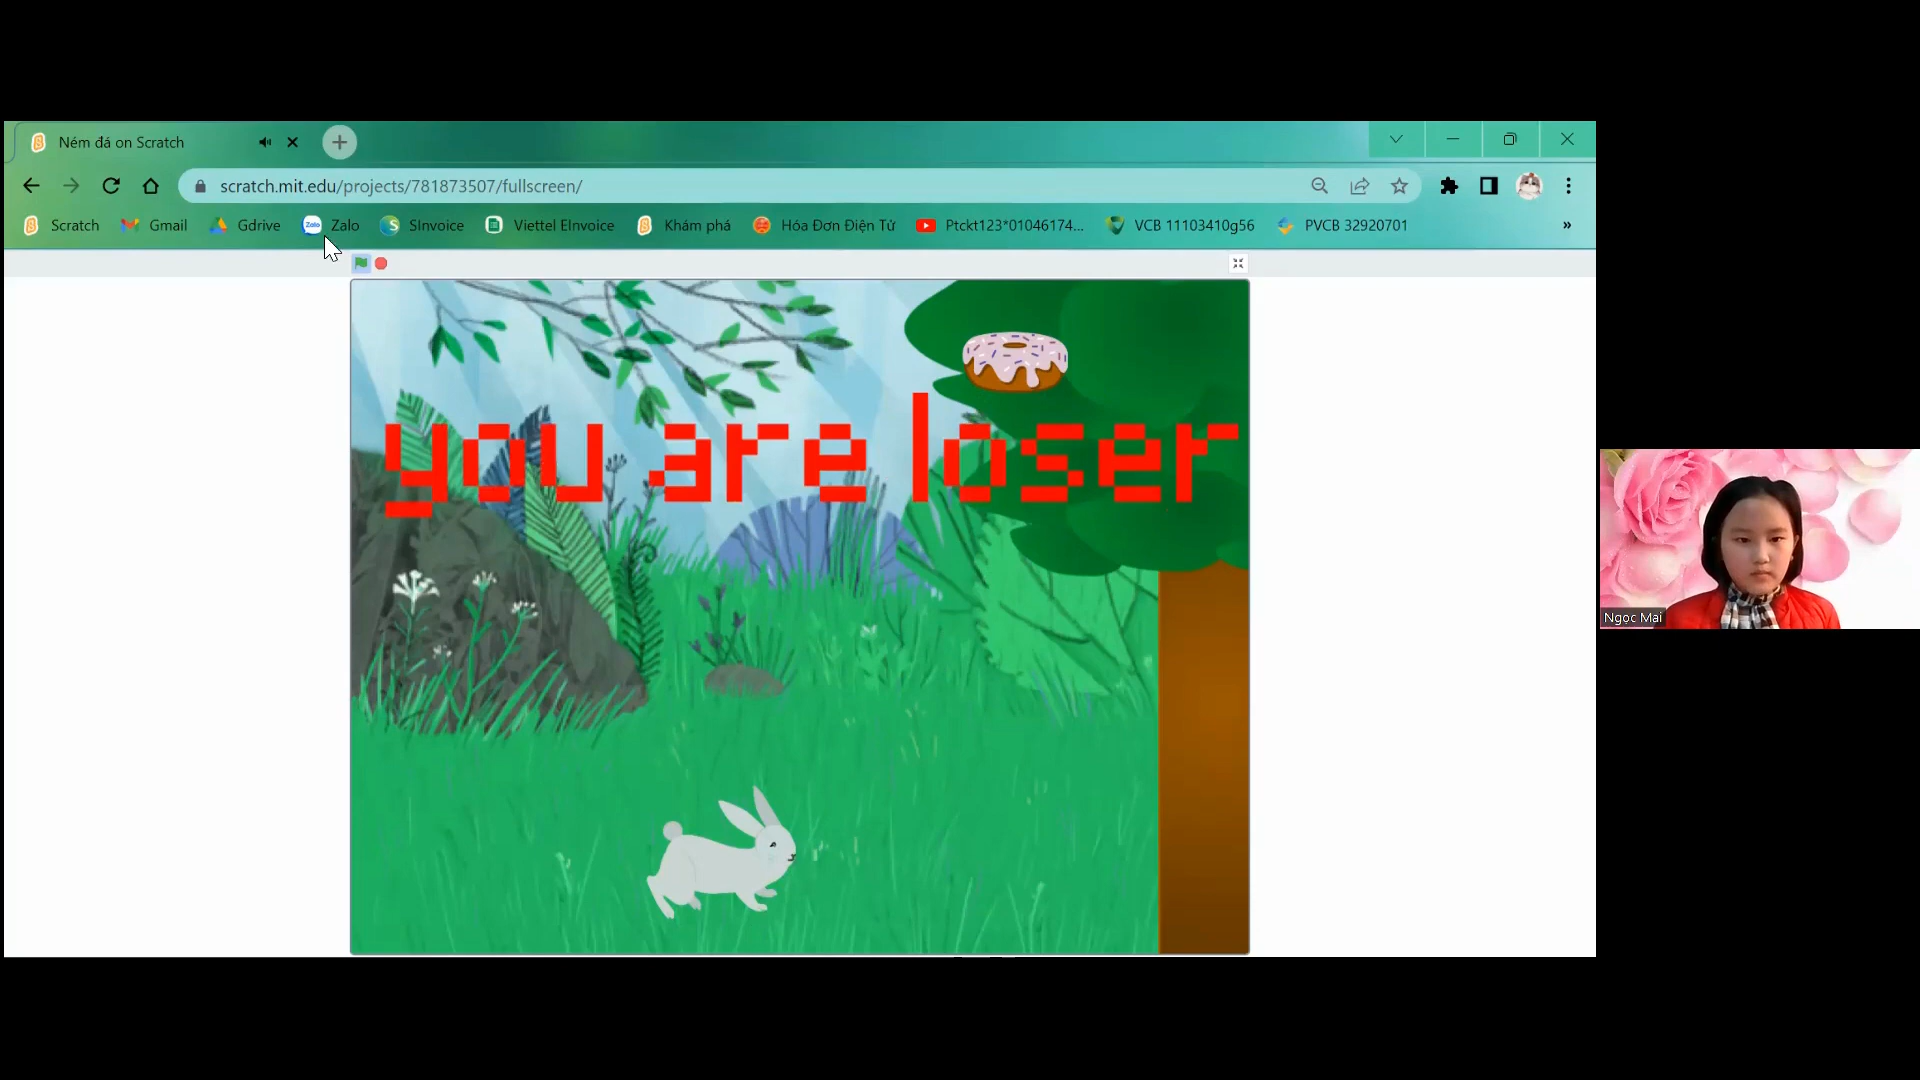 Ném đá on Scratch
scratch.mit.edu/projects/781873507/fullscreen/
Scratch Gmail Gdrive Zalo SInvoice Viettel EInvoice Khám phá Hóa Đơn Điện Tử Ptckt123*01046174... VCB 11103410g56 PVCB 32920701 »
you are loser
Ngọc Mai